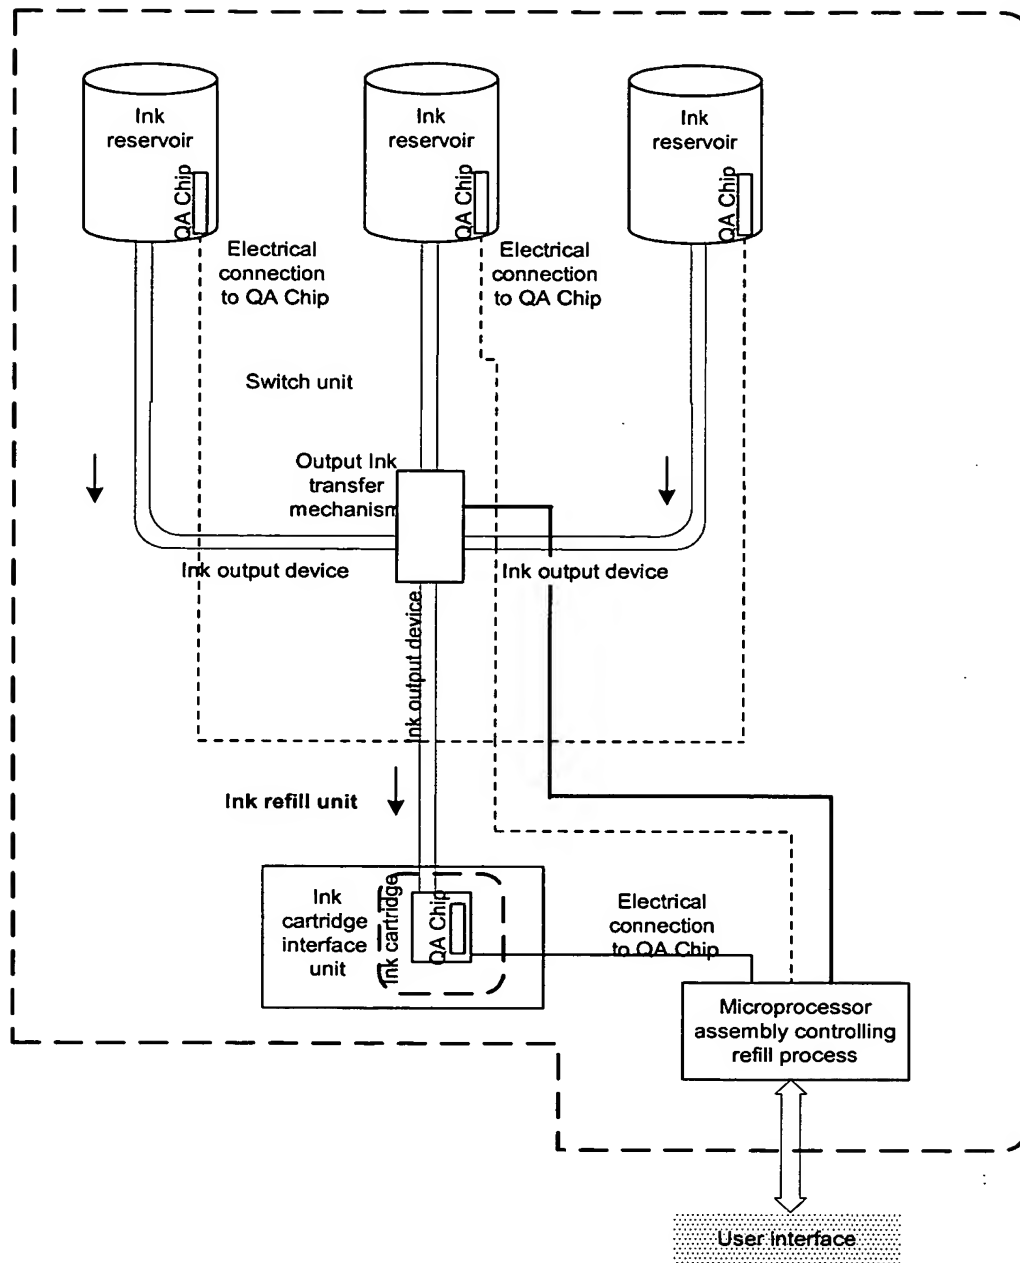 Ink
reservoir
QA Chip
Ink
reservoir
QA Chip
Ink
reservoir
QA Chip
Electrical
connection
to QA Chip
Electrical
connection
to QA Chip
Switch unit
Output Ink
transfer
mechanism
Ink output device
Ink output device
Ink output device
Ink refill unit
Ink
cartridge
interface
unit
Ink cartridge
QA Chip
Electrical
connection
to QA Chip
Microprocessor
assembly controlling
refill process
User interface